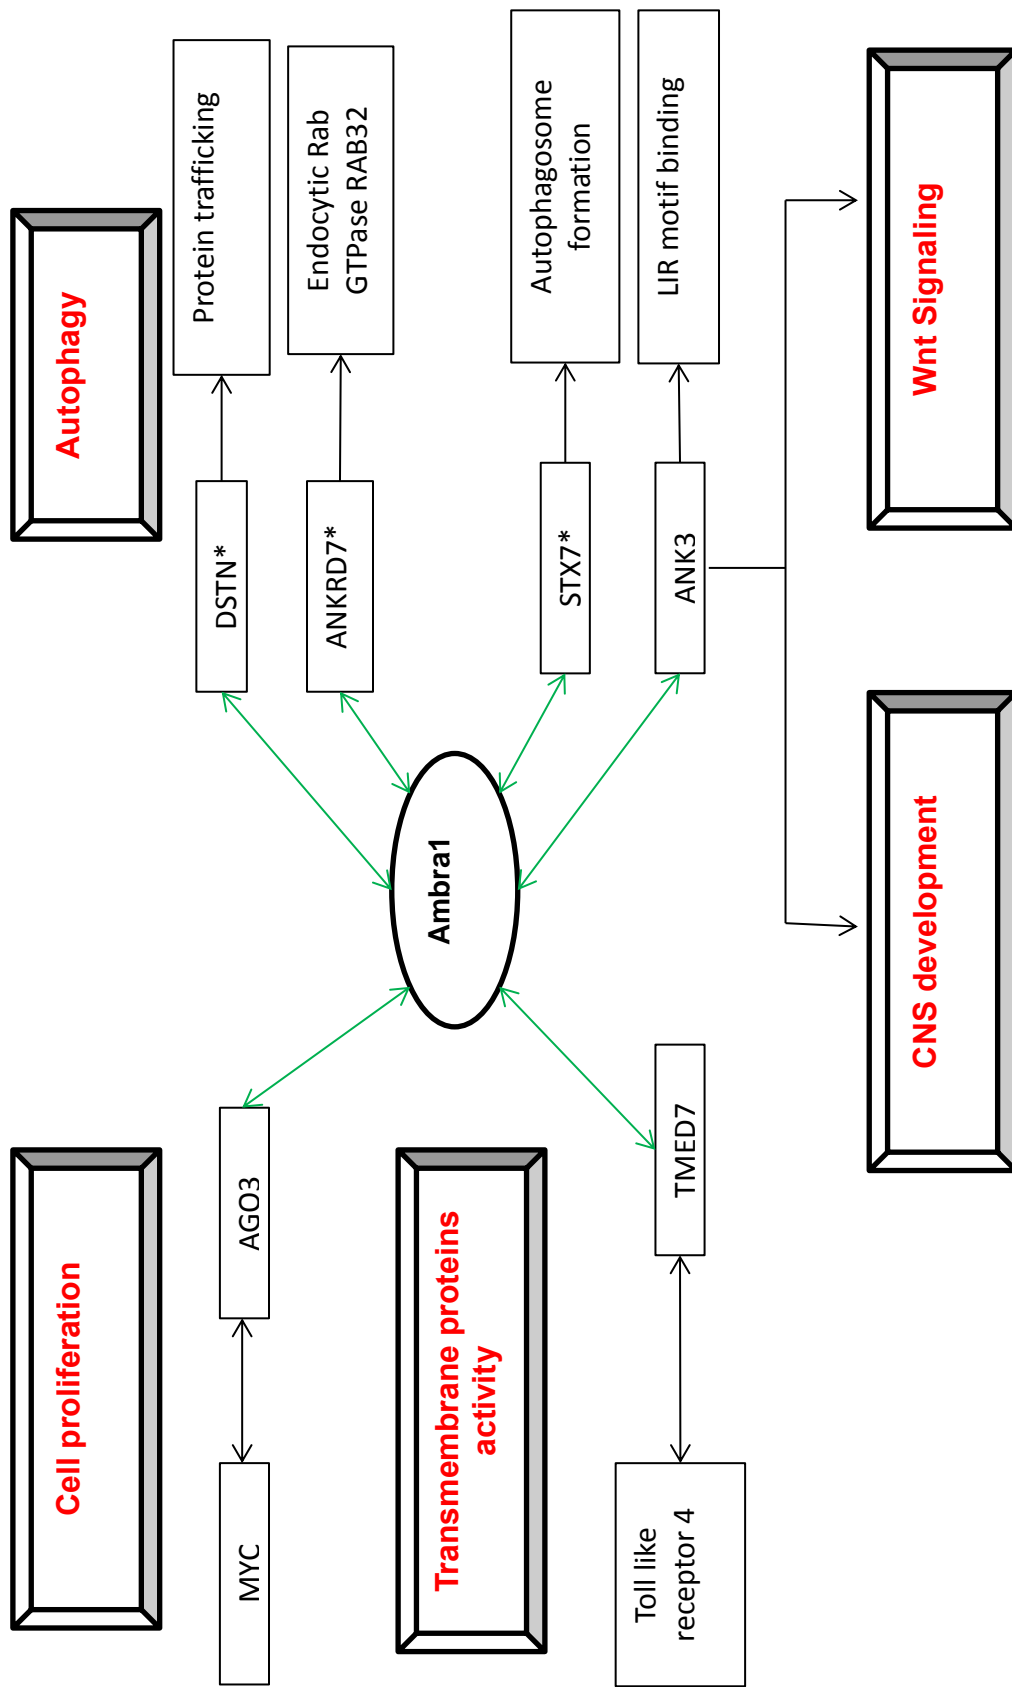 Cell proliferation
Autophagy
MYC
AGO3
DSTN*
Protein trafficking
ANKRD7*
Endocytic Rab
GTPase RAB32
Transmembrane proteins
activity
Ambra1
STX7*
Autophagosome
formation
Toll like
receptor 4
TMED7
ANK3
LIR motif binding
CNS development
Wnt Signaling